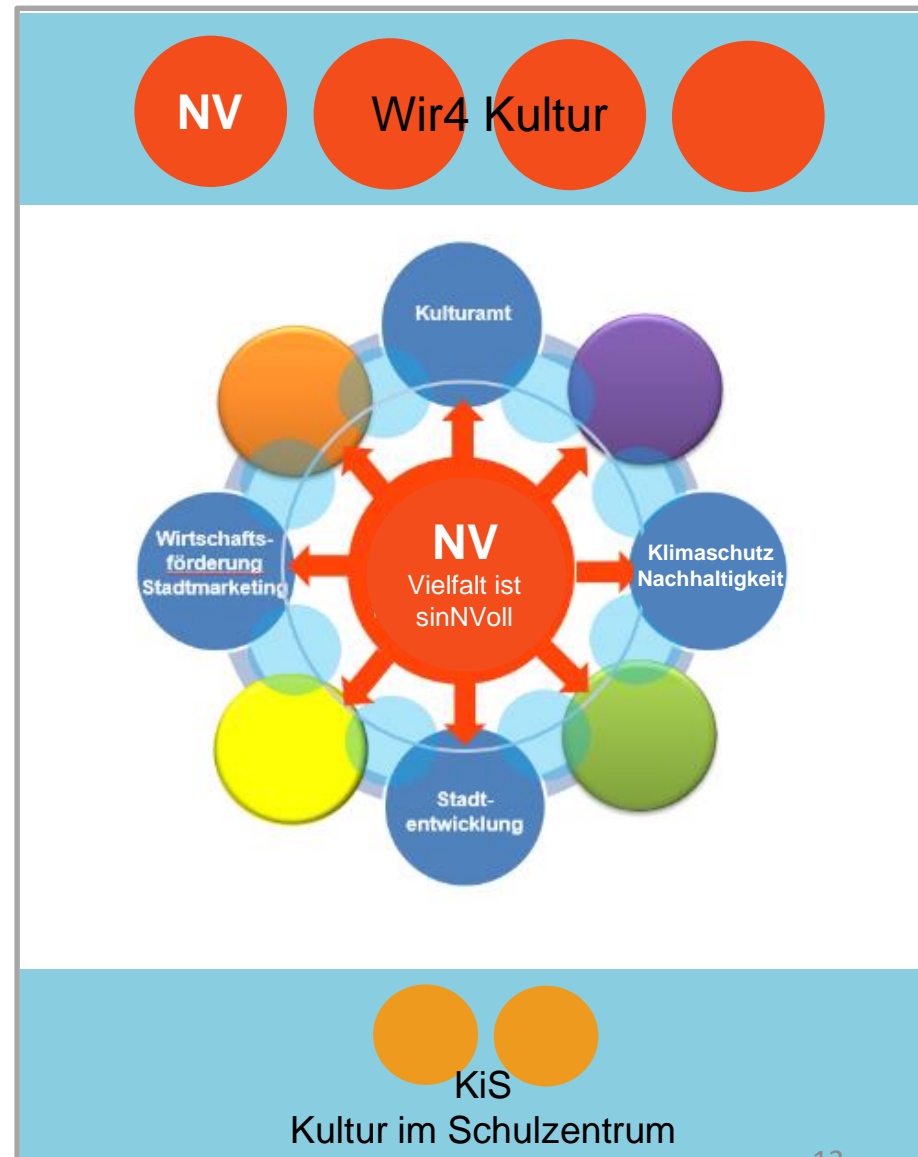 NV
Wir4 Kultur
Kulturamt
Wirtschafts-
förderung
Stadtmarketing
NV
Vielfalt ist
sinNVoll
Klimaschutz
Nachhaltigkeit
Stadt-
entwicklung
KiS
Kultur im Schulzentrum